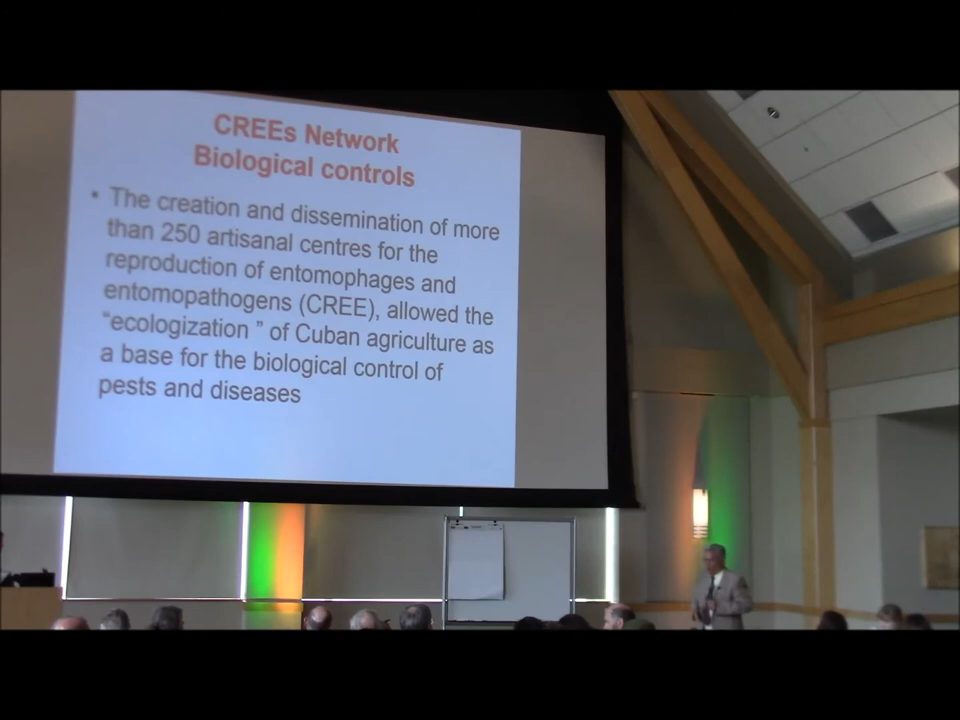 CREEs Network
Biological controls
• The creation and dissemination of more
than 250 artisanal centres for the
reproduction of entomophages and
entomopathogens (CREE), allowed the
"ecologization " of Cuban agriculture as
a base for the biological control of
pests and diseases